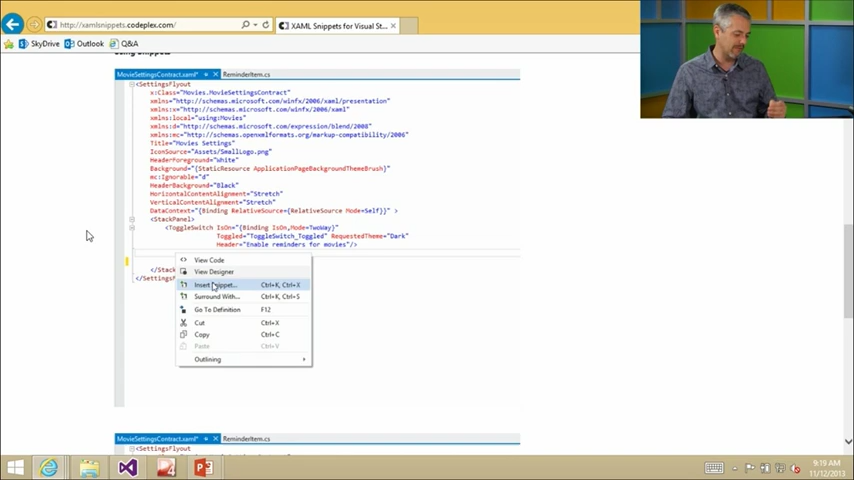 http://xamlsnippets.codeplex.com/
XAML Snippets for Visual St...
SkyDrive
Outlook
Q&A
Using Snippets
MovieSettingsContract.xaml*
ReminderItem.cs
<SettingsFlyout
x:Class="Movies.MovieSettingsContract"
xmlns="http://schemas.microsoft.com/winfx/2006/xaml/presentation"
xmlns:x="http://schemas.microsoft.com/winfx/2006/xaml"
xmlns:local="using:Movies"
xmlns:d="http://schemas.microsoft.com/expression/blend/2008"
xmlns:mc="http://schemas.openxmlformats.org/markup-compatibility/2006"
Title="Movies Settings"
IconSource="Assets/SmallLogo.png"
HeaderForeground="White"
Background="{StaticResource ApplicationPageBackgroundThemeBrush}"
mc:Ignorable="d"
HeaderBackground="Black"
HorizontalContentAlignment="Stretch"
VerticalContentAlignment="Stretch"
DataContext="{Binding RelativeSource={RelativeSource Mode=Self}}" >
<StackPanel>
<ToggleSwitch IsOn="{Binding IsOn,Mode=TwoWay}"
Toggled="ToggleSwitch_Toggled" RequestedTheme="Dark"
Header="Enable reminders for movies"/>
</Stack
</SettingsF
View Code
View Designer
Insert Snippet... Ctrl+K, Ctrl+X
Surround With... Ctrl+K, Ctrl+S
Go To Definition F12
Cut Ctrl+X
Copy Ctrl+C
Paste Ctrl+V
Outlining
MovieSettingsContract.xaml*
ReminderItem.cs
<SettingsFlyout
9:19 AM
11/12/2013